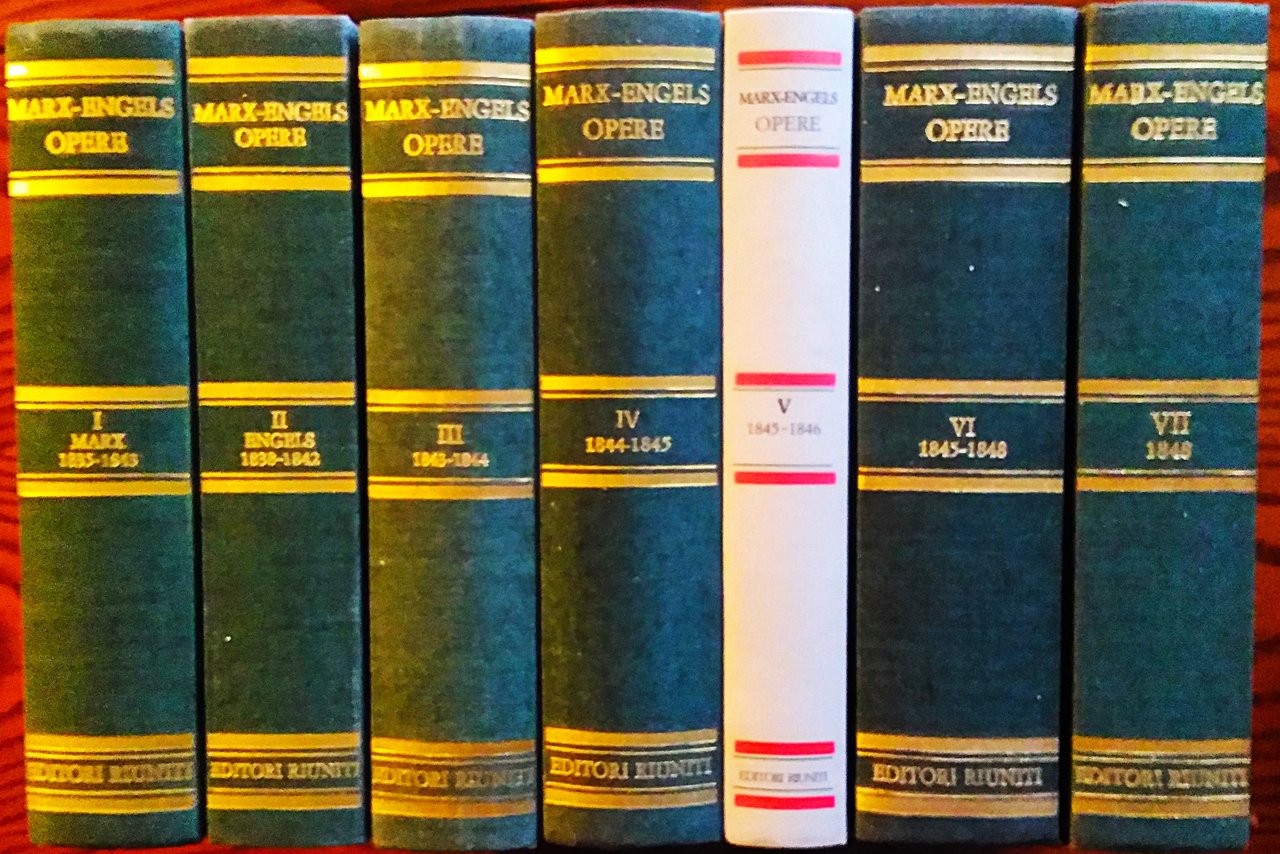 MARX-ENGELS
OPERE
I
MARX
1835-1843
EDITORI RIUNITI
MARX-ENGELS
OPERE
II
ENGELS
1838-1842
EDITORI RIUNITI
MARX-ENGELS
OPERE
III
1843-1844
EDITORI RIUNITI
MARX-ENGELS
OPERE
IV
1844-1845
EDITORI RIUNITI
MARX-ENGELS
OPERE
V
1845-1846
EDITORI RIUNITI
MARX-ENGELS
OPERE
VI
1845-1848
EDITORI RIUNITI
MARX-ENGELS
OPERE
VII
1848
EDITORI RIUNITI